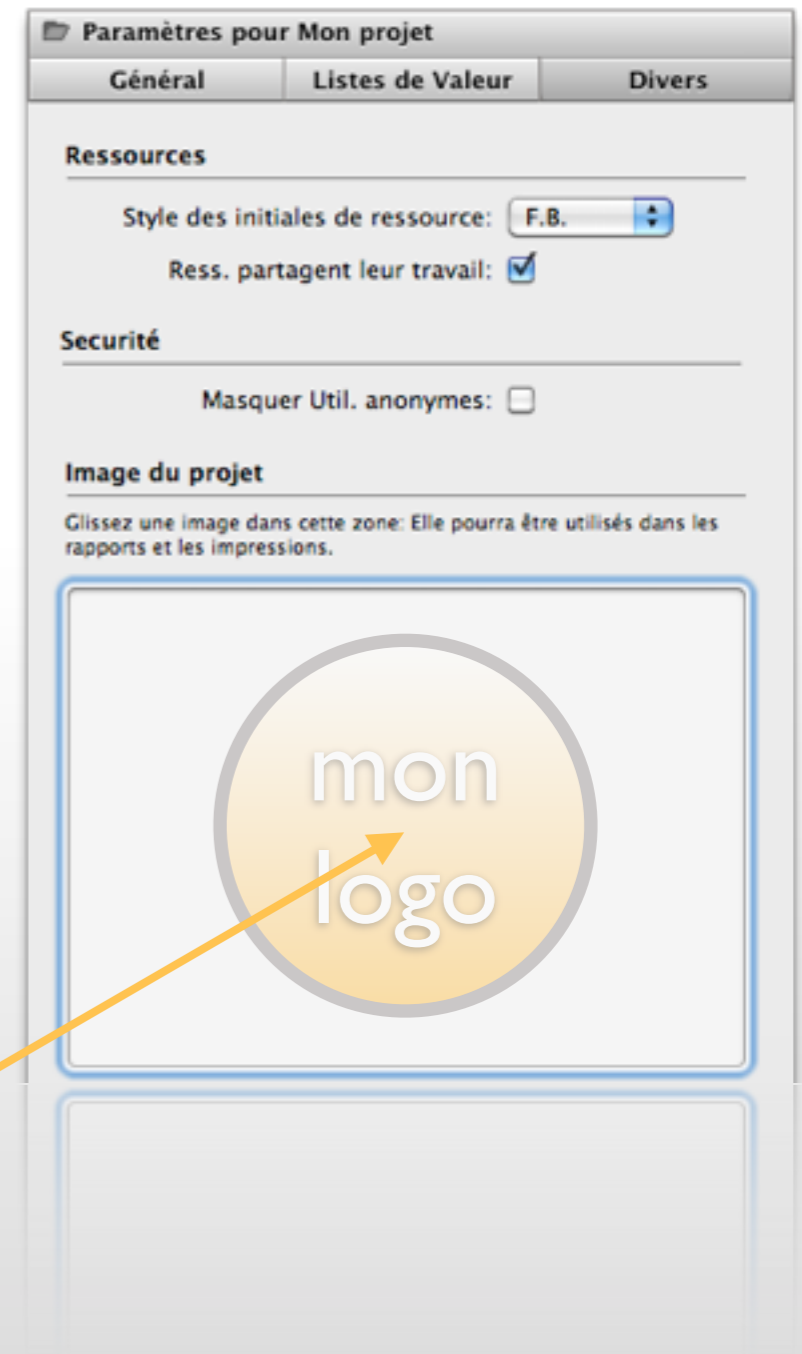 Paramètres pour Mon projet
Général Listes de Valeur Divers
Ressources
Style des initiales de ressource: F.B.
Ress. partagent leur travail:
Securité
Masquer Util. anonymes:
Image du projet
Glissez une image dans cette zone: Elle pourra être utilisés dans les
rapports et les impressions.
mon
logo